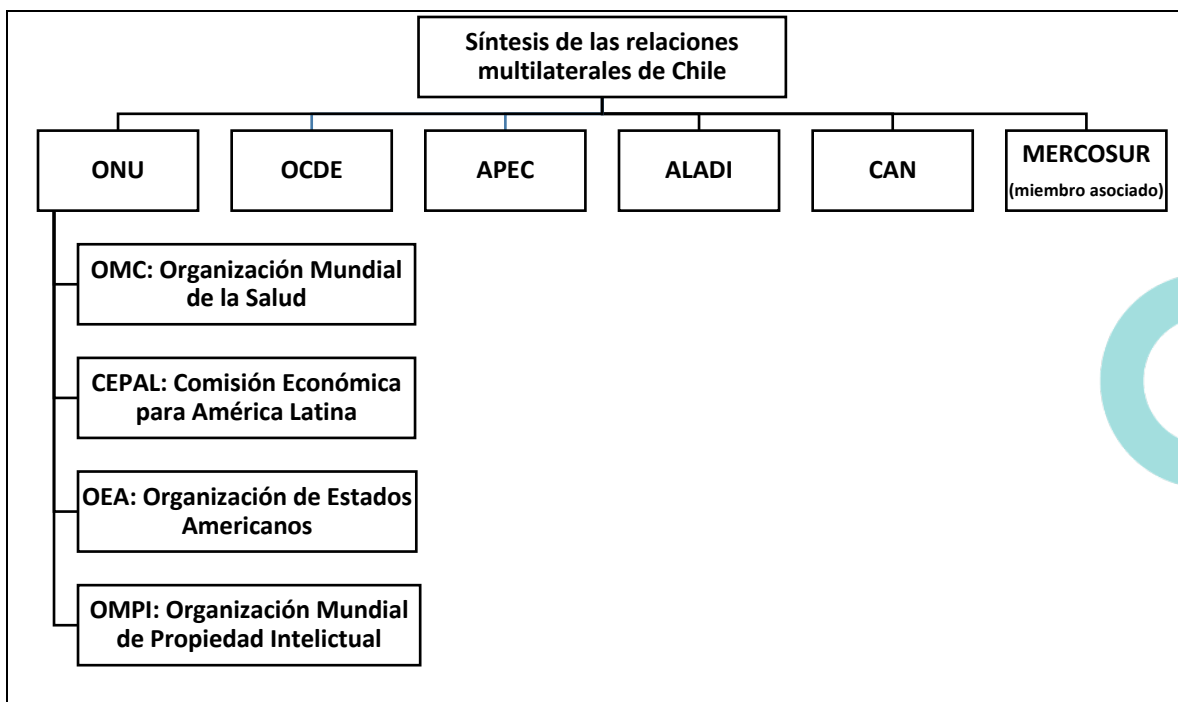 Síntesis de las relaciones
multilaterales de Chile
ONU
OCDE
APEC
ALADI
CAN
MERCOSUR
(miembro asociado)
OMC: Organización Mundial
de la Salud
CEPAL: Comisión Económica
para América Latina
OEA: Organización de Estados
Americanos
OMPI: Organización Mundial
de Propiedad Intelictual